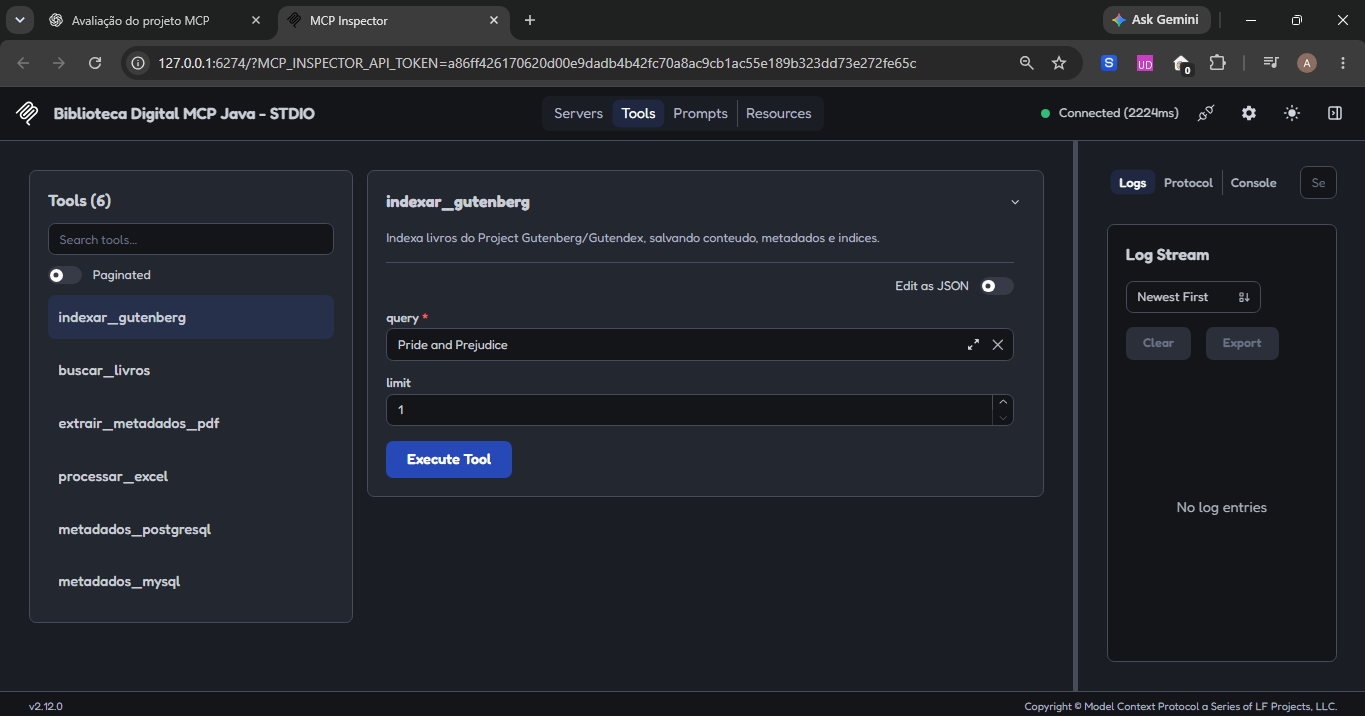 Avaliação do projeto MCP
MCP Inspector
Ask Gemini
127.0.0.1:6274/?MCP_INSPECTOR_API_TOKEN=a86ff426170620d00e9dadb4b42fc70a8ac9cb1ac55e189b323dd73e272fe65c
S
UD
0
A
Biblioteca Digital MCP Java - STDIO
Servers
Tools
Prompts
Resources
Connected (2224ms)
Tools (6)
Search tools...
Paginated
indexar_gutenberg
buscar_livros
extrair_metadados_pdf
processar_excel
metadados_postgresql
metadados_mysql
indexar_gutenberg
Indexa livros do Project Gutenberg/Gutendex, salvando conteudo, metadados e indices.
Edit as JSON
query *
Pride and Prejudice
limit
1
Execute Tool
Logs
Protocol
Console
Se
Log Stream
Newest First
Clear
Export
No log entries
v2.12.0
Copyright © Model Context Protocol a Series of LF Projects, LLC.